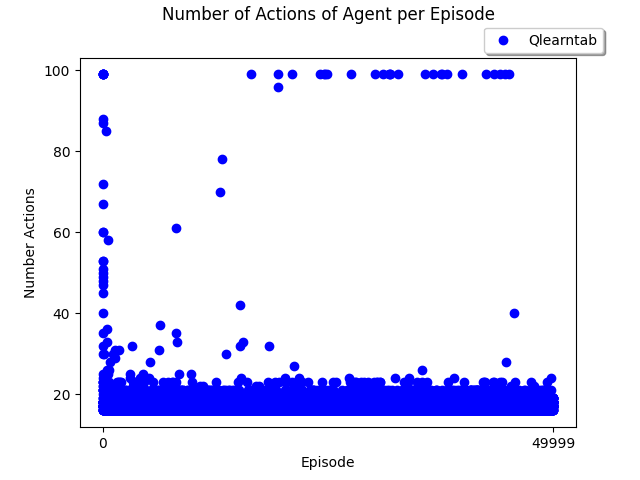 Number of Actions of Agent per Episode
Qlearntab
100
80
60
40
20
Number Actions
0
49999
Episode